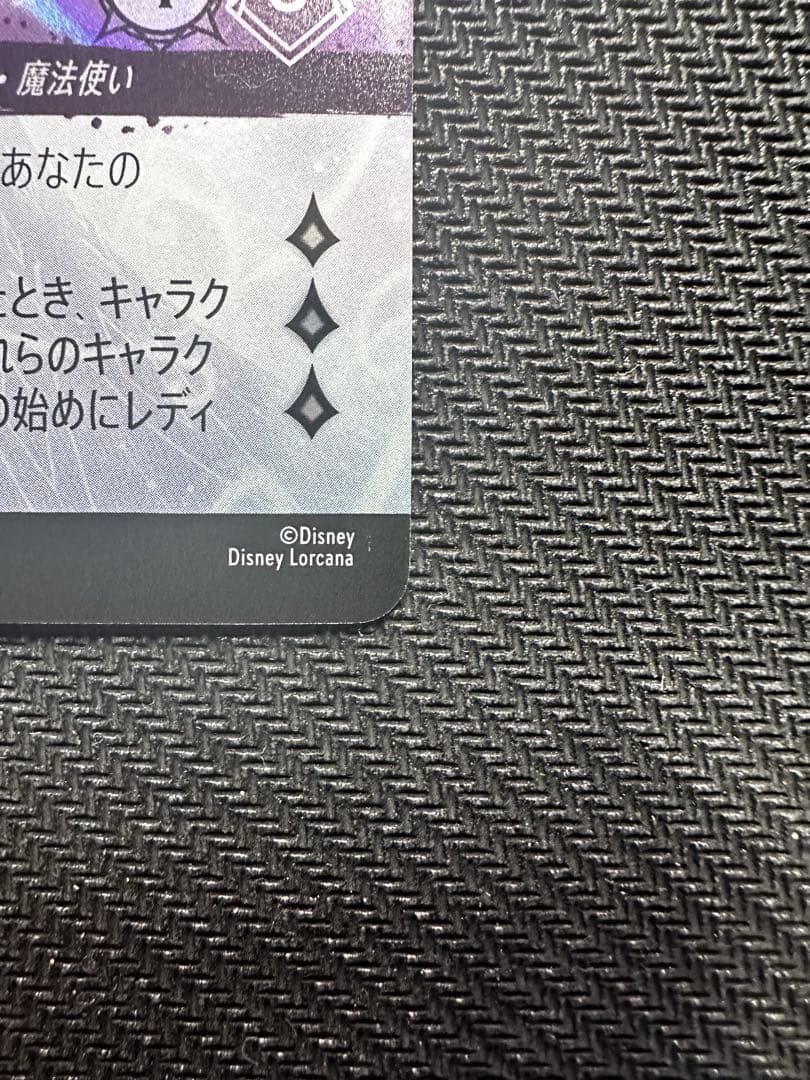 ・魔法使い
あなたの
とき、キャラク
れらのキャラク
の始めにレディ
©Disney
Disney Lorcana